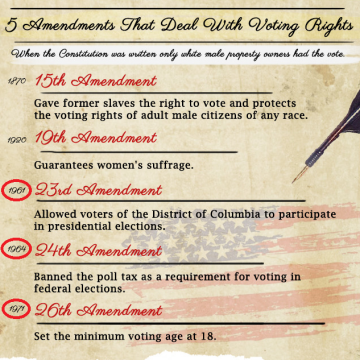 5 Amendments That Deal With Voting Rights
When the Constitution was written only white male property owners had the vote.
1870 15th Amendment
Gave former slaves the right to vote and protects
the voting rights of adult male citizens of any race.
1920 19th Amendment
Guarantees women's suffrage.
1961 23rd Amendment
Allowed voters of the District of Columbia to participate
in presidential elections.
1964 24th Amendment
Banned the poll tax as a requirement for voting in
federal elections.
1971 26th Amendment
Set the minimum voting age at 18.